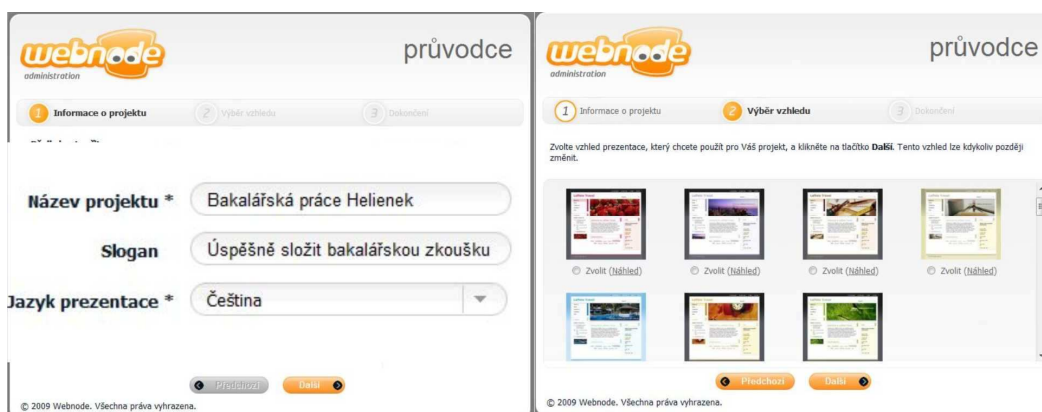 webnode
administration
průvodce
1 Informace o projektu
2 Výběr vzhledu
3 Dokončení
Název projektu * Bakalářská práce Helienek
Slogan Úspěšně složit bakalářskou zkoušku
Jazyk prezentace * Čeština
Předchozí Další
© 2009 Webnode. Všechna práva vyhrazena.
webnode
administration
průvodce
1 Informace o projektu
2 Výběr vzhledu
3 Dokončení
Zvolte vzhled prezentace, který chcete použít pro Váš projekt, a klikněte na tlačítko Další. Tento vzhled lze kdykoliv později
změnit.
Zvolit (Náhled) Zvolit (Náhled) Zvolit (Náhled) Zvolit (Náhled)
Předchozí Další
© 2009 Webnode. Všechna práva vyhrazena.